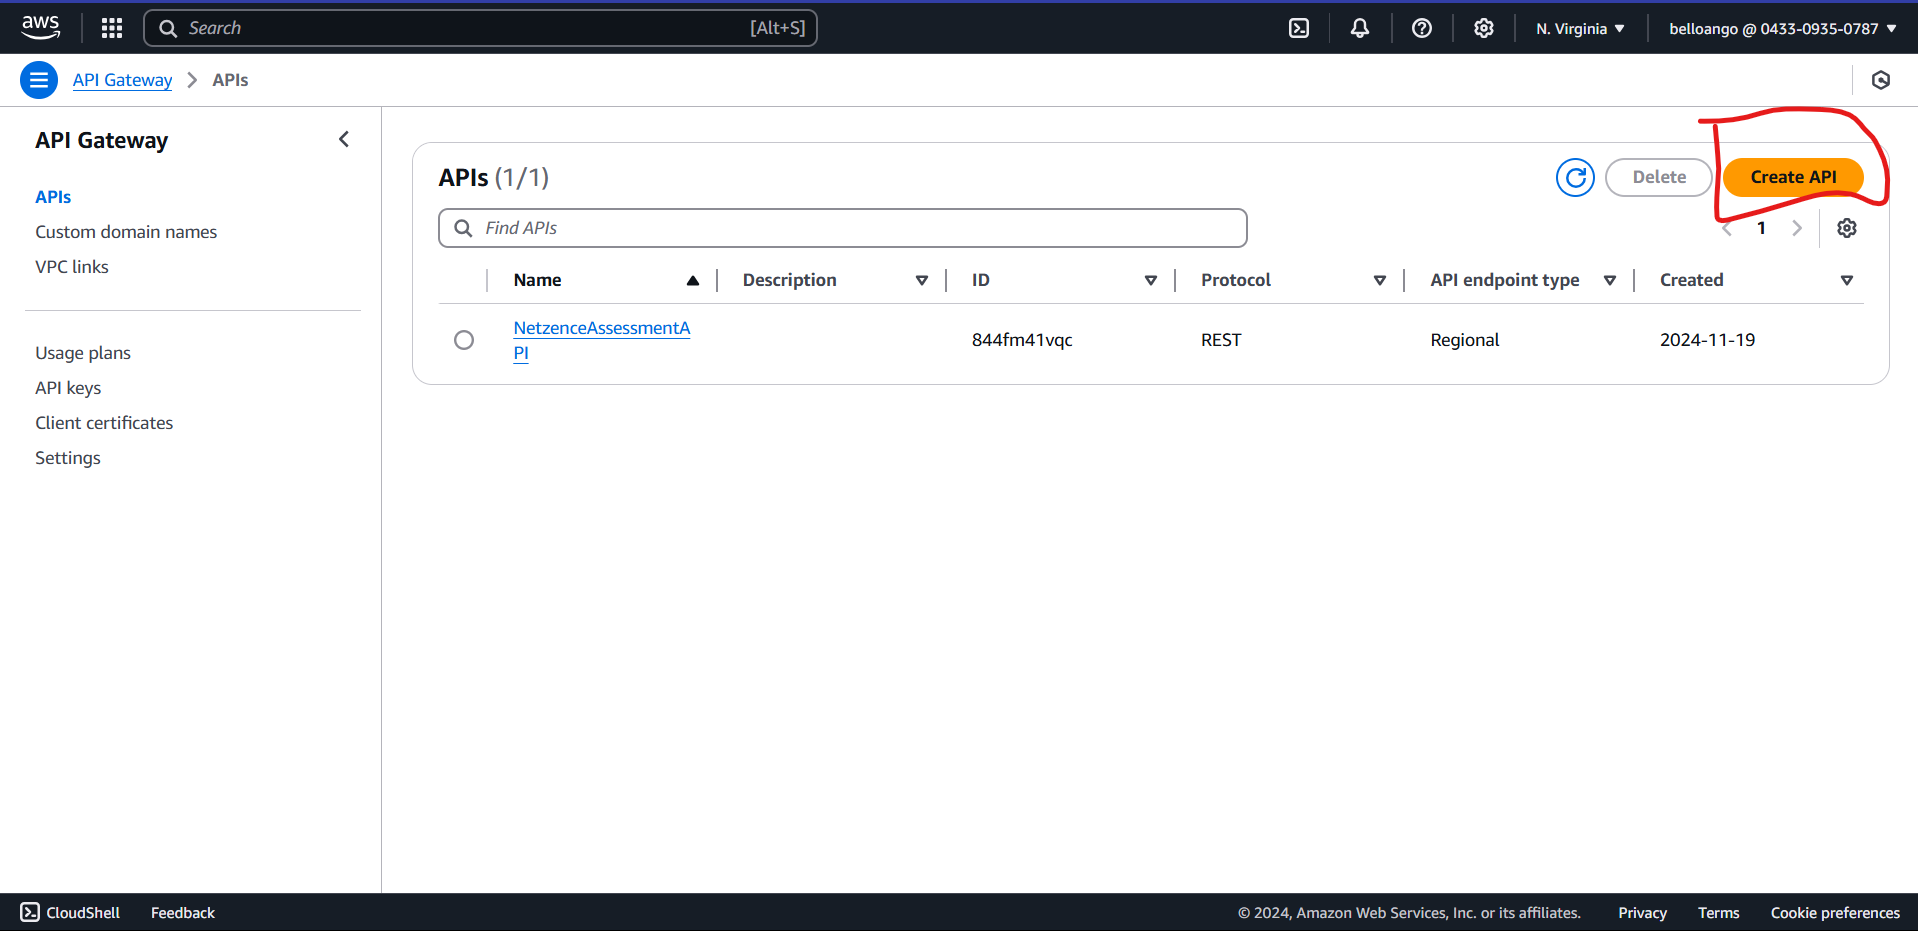 aws
Search [Alt+S]
N. Virginia
belloango @ 0433-0935-0787
API Gateway
APIs
API Gateway
APIs
Custom domain names
VPC links
Usage plans
API keys
Client certificates
Settings
APIs (1/1)
Delete
Create API
Find APIs
1
Name Description ID Protocol API endpoint type Created
NetzenceAssessmentA
PI
844fm41vqc REST Regional 2024-11-19
CloudShell Feedback
© 2024, Amazon Web Services, Inc. or its affiliates. Privacy Terms Cookie preferences